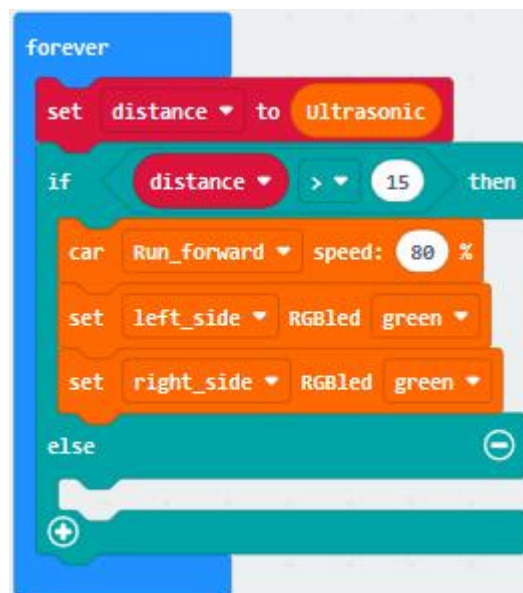 forever
set distance to Ultrasonic
if distance > 15 then
car Run_forward speed: 80 %
set left_side RGBled green
set right_side RGBled green
else